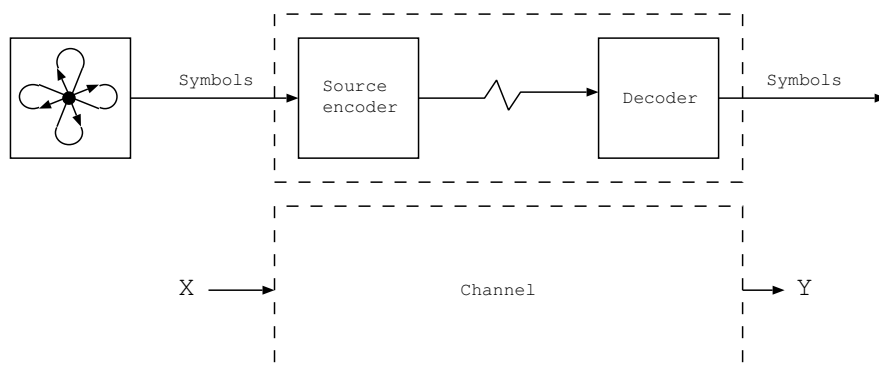 Symbols
Source
encoder
Decoder
Symbols
X
Channel
Y